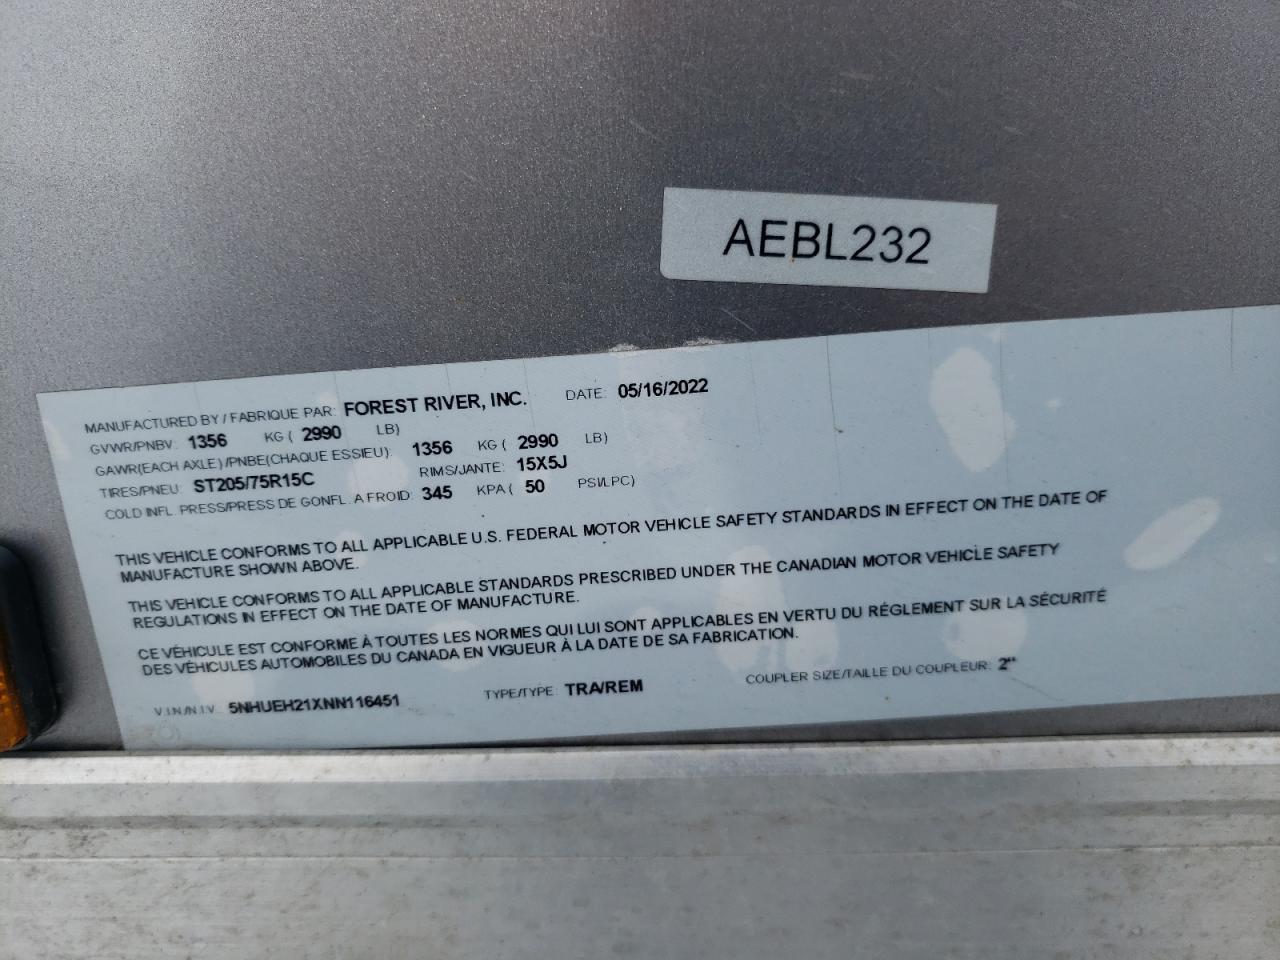 AEBL232
MANUFACTURED BY / FABRIQUE PAR: FOREST RIVER, INC. DATE: 05/16/2022
GVWR/PNBV: 1356 KG ( 2990 LB)
GAWR(EACH AXLE) /PNBE(CHAQUE ESSIEU): 1356 KG ( 2990 LB)
TIRES/PNEU: ST205/75R15C RIMS/JANTE: 15X5J
COLD INFL. PRESS/PRESS DE GONFL. A FROID: 345 KPA ( 50 PSI/LPC)
THIS VEHICLE CONFORMS TO ALL APPLICABLE U.S. FEDERAL MOTOR VEHICLE SAFETY STANDARDS IN EFFECT ON THE DATE OF
MANUFACTURE SHOWN ABOVE.
THIS VEHICLE CONFORMS TO ALL APPLICABLE STANDARDS PRESCRIBED UNDER THE CANADIAN MOTOR VEHICLE SAFETY
REGULATIONS IN EFFECT ON THE DATE OF MANUFACTURE.
CE VÉHICULE EST CONFORME À TOUTES LES NORMES QUI LUI SONT APPLICABLES EN VERTU DU RÉGLEMENT SUR LA SÉCURITÉ
DES VÉHICULES AUTOMOBILES DU CANADA EN VIGUEUR À LA DATE DE SA FABRICATION.
V.I.N./N.I.V. 5NHUEH21XNN116451 TYPE/TYPE: TRA/REM COUPLER SIZE/TAILLE DU COUPLEUR: 2"